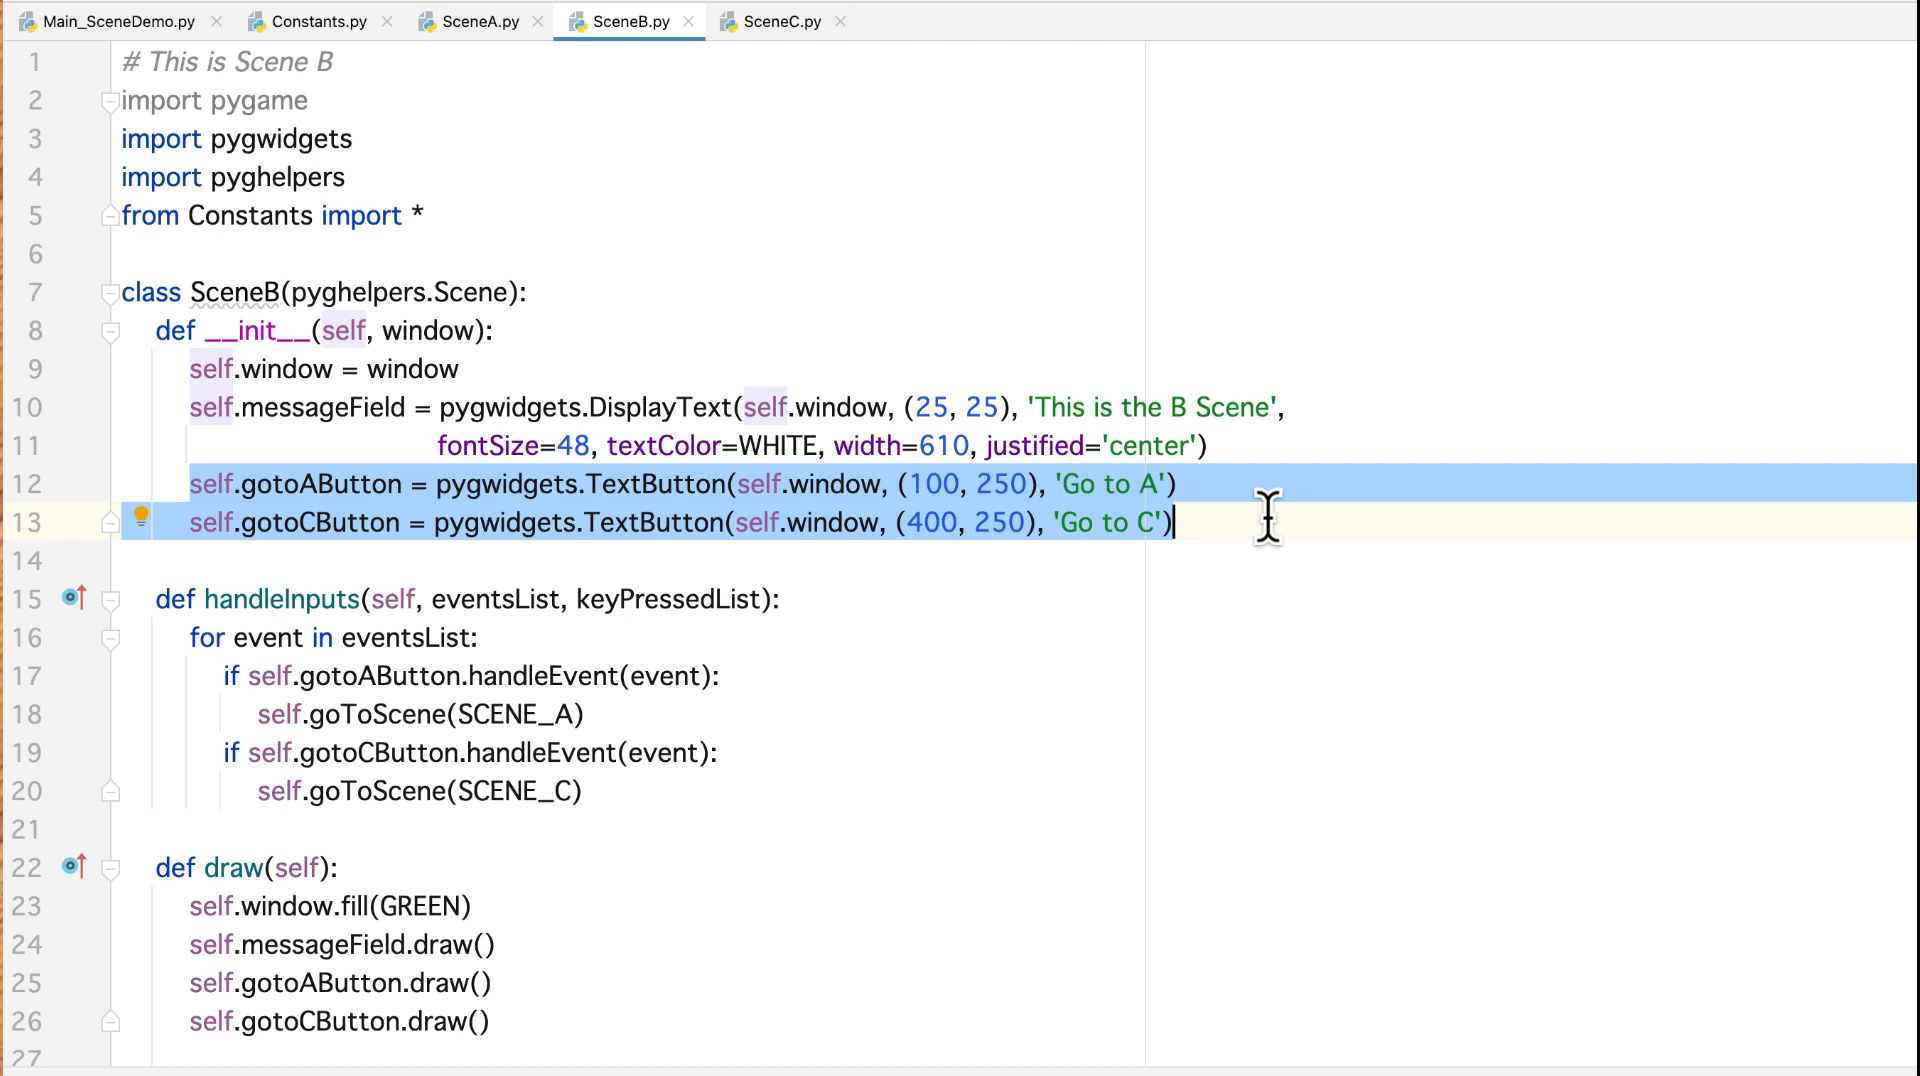 Main_SceneDemo.py Constants.py SceneA.py SceneB.py SceneC.py
1 # This is Scene B
2 import pygame
3 import pygwidgets
4 import pyghelpers
5 from Constants import *
6
7 class SceneB(pyghelpers.Scene):
8 def __init__(self, window):
9 self.window = window
10 self.messageField = pygwidgets.DisplayText(self.window, (25, 25), 'This is the B Scene',
11 fontSize=48, textColor=WHITE, width=610, justified='center')
12 self.gotoAButton = pygwidgets.TextButton(self.window, (100, 250), 'Go to A')
13 self.gotoCButton = pygwidgets.TextButton(self.window, (400, 250), 'Go to C')
14
15 def handleInputs(self, eventsList, keyPressedList):
16 for event in eventsList:
17 if self.gotoAButton.handleEvent(event):
18 self.goToScene(SCENE_A)
19 if self.gotoCButton.handleEvent(event):
20 self.goToScene(SCENE_C)
21
22 def draw(self):
23 self.window.fill(GREEN)
24 self.messageField.draw()
25 self.gotoAButton.draw()
26 self.gotoCButton.draw()
27